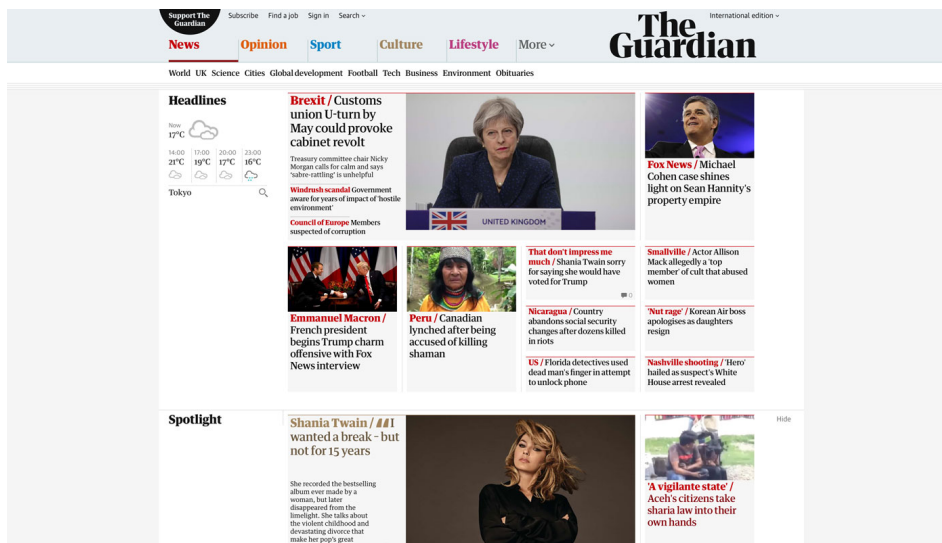 Support The
Guardian
Subscribe Find a job Sign in Search
International edition
The
Guardian
News Opinion Sport Culture Lifestyle More
World UK Science Cities Global development Football Tech Business Environment Obituaries
Headlines
Now
17°C
14:00 17:00 20:00 23:00
21°C 19°C 17°C 16°C
Tokyo
Brexit / Customs
union U-turn by
May could provoke
cabinet revolt
Treasury committee chair Nicky
Morgan calls for calm and says
'sabre-rattling' is unhelpful
Windrush scandal Government
aware for years of impact of 'hostile
environment'
Council of Europe Members
suspected of corruption
UNITED KINGDOM
Fox News / Michael
Cohen case shines
light on Sean Hannity's
property empire
Emmanuel Macron /
French president
begins Trump charm
offensive with Fox
News interview
Peru / Canadian
lynched after being
accused of killing
shaman
That don't impress me
much / Shania Twain sorry
for saying she would have
voted for Trump
0
Nicaragua / Country
abandons social security
changes after dozens killed
in riots
US / Florida detectives used
dead man's finger in attempt
to unlock phone
Smallville / Actor Allison
Mack allegedly a 'top
member' of cult that abused
women
'Nut rage' / Korean Air boss
apologises as daughters
resign
Nashville shooting / 'Hero'
hailed as suspect's White
House arrest revealed
Spotlight
Hide
Shania Twain / I
wanted a break – but
not for 15 years
She recorded the bestselling
album ever made by a
woman, but later
disappeared from the
limelight. She talks about
the violent childhood and
devastating divorce that
make her pop's great
'A vigilante state' /
Aceh's citizens take
sharia law into their
own hands